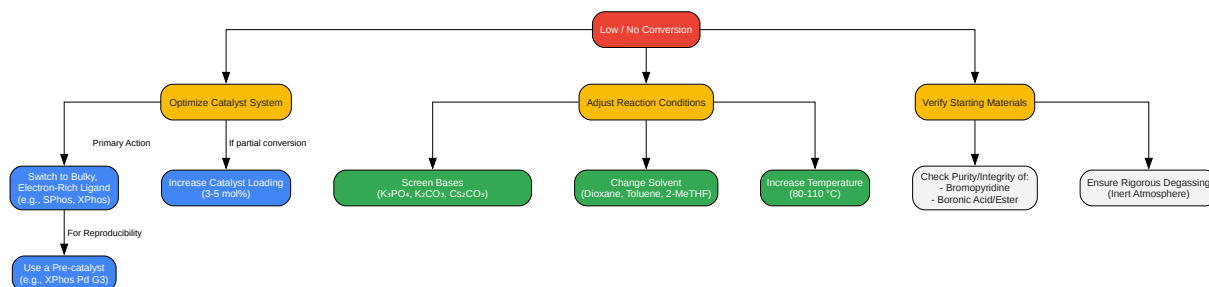 Low / No Conversion
Optimize Catalyst System
Adjust Reaction Conditions
Verify Starting Materials
Primary Action
If partial conversion
Switch to Bulky,
Electron-Rich Ligand
(e.g., SPhos, XPhos)
Increase Catalyst Loading
(3-5 mol%)
Screen Bases
(K₃PO₄, K₂CO₃, Cs₂CO₃)
Change Solvent
(Dioxane, Toluene, 2-MeTHF)
Increase Temperature
(80-110 °C)
Check Purity/Integrity of:
- Bromopyridine
- Boronic Acid/Ester
Ensure Rigorous Degassing
(Inert Atmosphere)
For Reproducibility
Use a Pre-catalyst
(e.g., XPhos Pd G3)